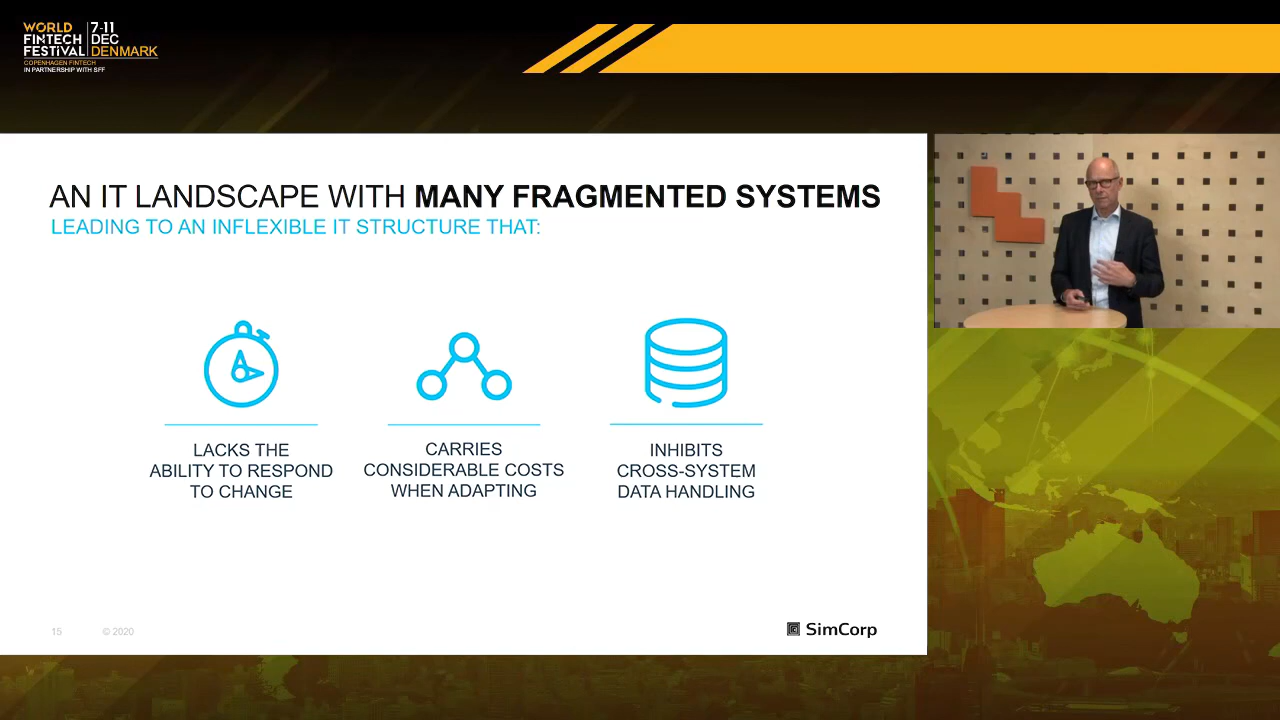 WORLD
FINTECH
FESTIVAL
7-11
DEC
DENMARK
COPENHAGEN FINTECH
IN PARTNERSHIP WITH SFF
AN IT LANDSCAPE WITH MANY FRAGMENTED SYSTEMS
LEADING TO AN INFLEXIBLE IT STRUCTURE THAT:
LACKS THE
ABILITY TO RESPOND
TO CHANGE
CARRIES
CONSIDERABLE COSTS
WHEN ADAPTING
INHIBITS
CROSS-SYSTEM
DATA HANDLING
15 © 2020
SimCorp